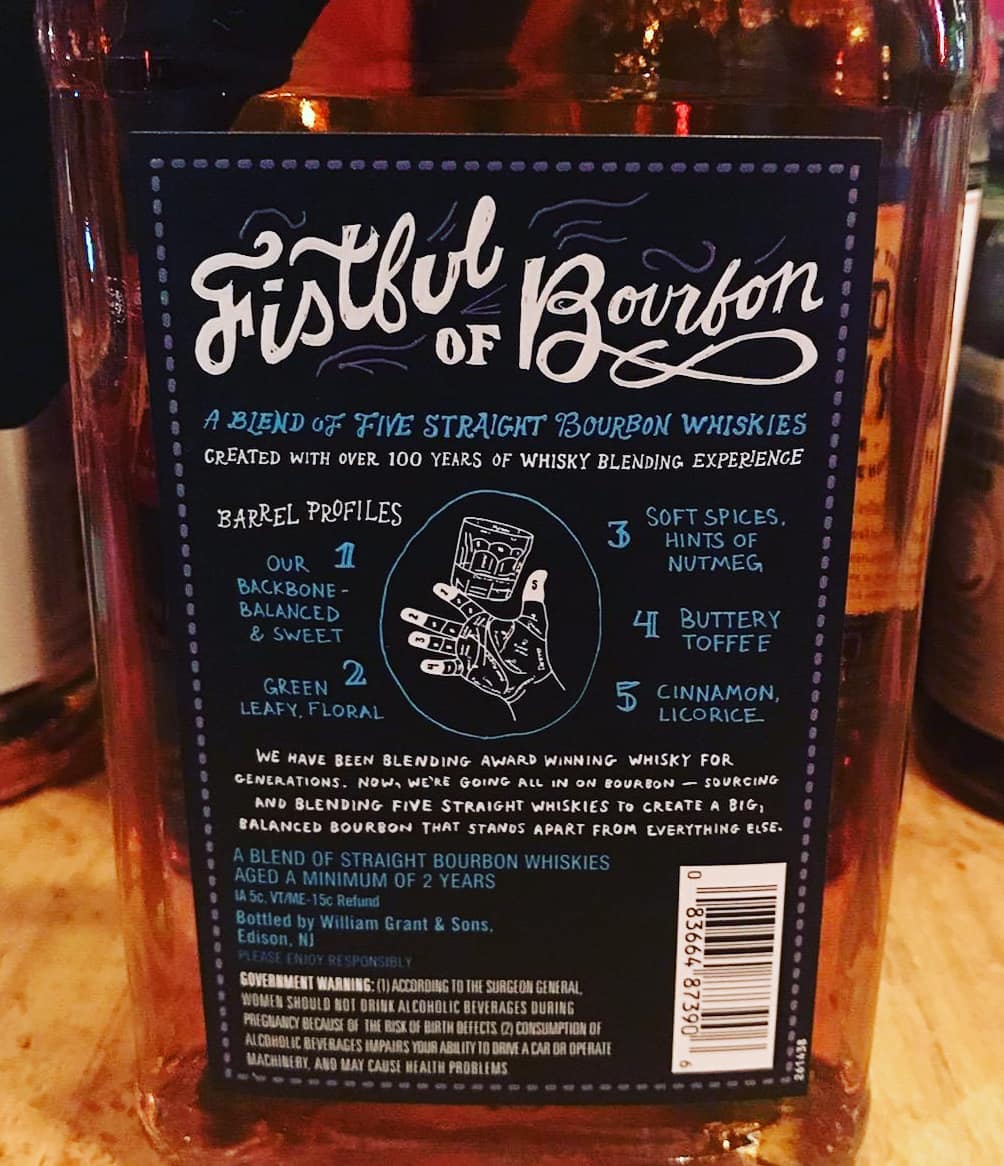 Fistful
OF Bourbon
A BLEND OF FIVE STRAIGHT BOURBON WHISKIES
CREATED WITH OVER 100 YEARS OF WHISKY BLENDING EXPERIENCE
BARREL PROFILES
1
OUR
BACKBONE-
BALANCED
& SWEET
2
GREEN
LEAFY, FLORAL
3
SOFT SPICES,
HINTS OF
NUTMEG
4
BUTTERY
TOFFEE
5
CINNAMON,
LICORICE
1
2
3
4
5
WE HAVE BEEN BLENDING AWARD WINNING WHISKY FOR
GENERATIONS. NOW, WE'RE GOING ALL IN ON BOURBON — SOURCING
AND BLENDING FIVE STRAIGHT WHISKIES TO CREATE A BIG,
BALANCED BOURBON THAT STANDS APART FROM EVERYTHING ELSE.
A BLEND OF STRAIGHT BOURBON WHISKIES
AGED A MINIMUM OF 2 YEARS
IA 5c, VT/ME-15c Refund
Bottled by William Grant & Sons,
Edison, NJ
PLEASE ENJOY RESPONSIBLY
GOVERNMENT WARNING: (1) ACCORDING TO THE SURGEON GENERAL,
WOMEN SHOULD NOT DRINK ALCOHOLIC BEVERAGES DURING
PREGNANCY BECAUSE OF THE RISK OF BIRTH DEFECTS. (2) CONSUMPTION OF
ALCOHOLIC BEVERAGES IMPAIRS YOUR ABILITY TO DRIVE A CAR OR OPERATE
MACHINERY, AND MAY CAUSE HEALTH PROBLEMS
0 83664 87390 6
261438